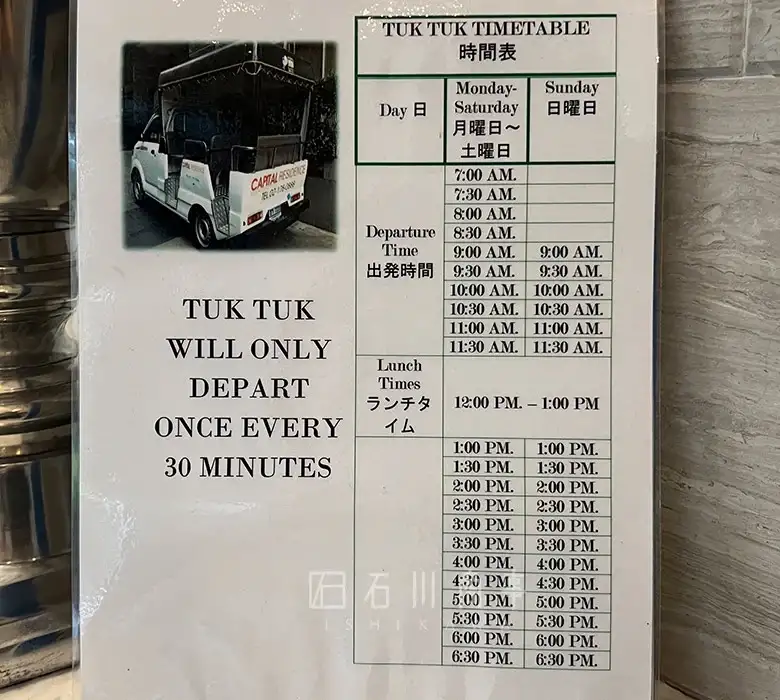 TUK TUK TIMETABLE
時間表
Day 日
Monday-
Saturday
月曜日～
土曜日
Sunday
日曜日
Departure
Time
出発時間
7:00 AM.
7:30 AM.
8:00 AM.
8:30 AM.
9:00 AM. 9:00 AM.
9:30 AM. 9:30 AM.
10:00 AM. 10:00 AM.
10:30 AM. 10:30 AM.
11:00 AM. 11:00 AM.
11:30 AM. 11:30 AM.
Lunch
Times
ランチタ
イム
12:00 PM. – 1:00 PM
1:00 PM. 1:00 PM.
1:30 PM. 1:30 PM.
2:00 PM. 2:00 PM.
2:30 PM. 2:30 PM.
3:00 PM. 3:00 PM.
3:30 PM. 3:30 PM.
4:00 PM. 4:00 PM.
4:30 PM. 4:30 PM.
5:00 PM. 5:00 PM.
5:30 PM. 5:30 PM.
6:00 PM. 6:00 PM.
6:30 PM. 6:30 PM.
CAPITAL RESIDENCE
TUK TUK
WILL ONLY
DEPART
ONCE EVERY
30 MINUTES
石川